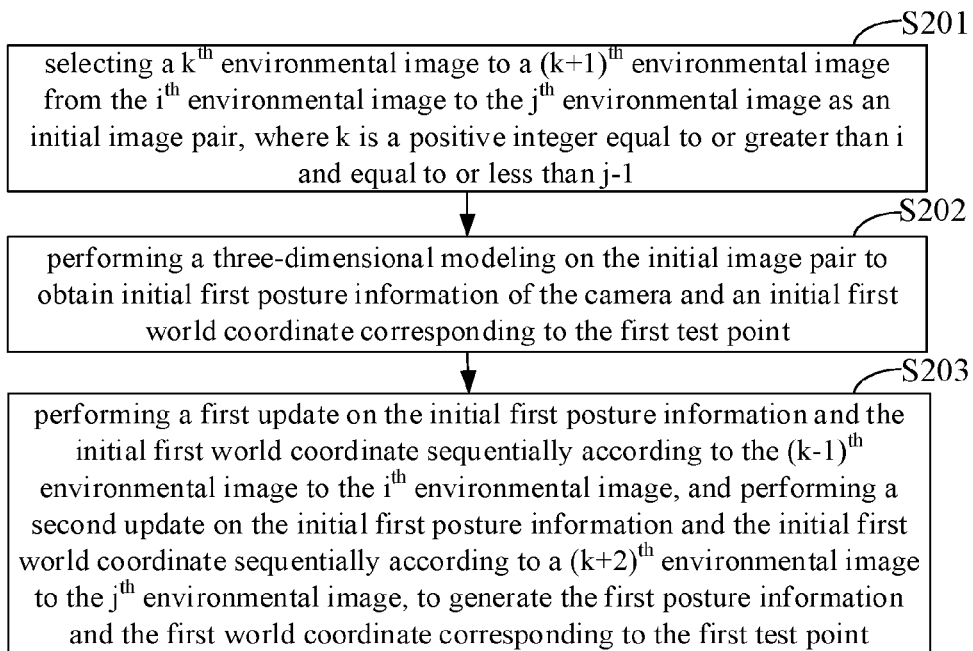 S201
selecting a kth environmental image to a (k+1)th environmental image
from the ith environmental image to the jth environmental image as an
initial image pair, where k is a positive integer equal to or greater than i
and equal to or less than j-1
S202
performing a three-dimensional modeling on the initial image pair to
obtain initial first posture information of the camera and an initial first
world coordinate corresponding to the first test point
S203
performing a first update on the initial first posture information and the
initial first world coordinate sequentially according to the (k-1)th
environmental image to the ith environmental image, and performing a
second update on the initial first posture information and the initial first
world coordinate sequentially according to a (k+2)th environmental image
to the jth environmental image, to generate the first posture information
and the first world coordinate corresponding to the first test point